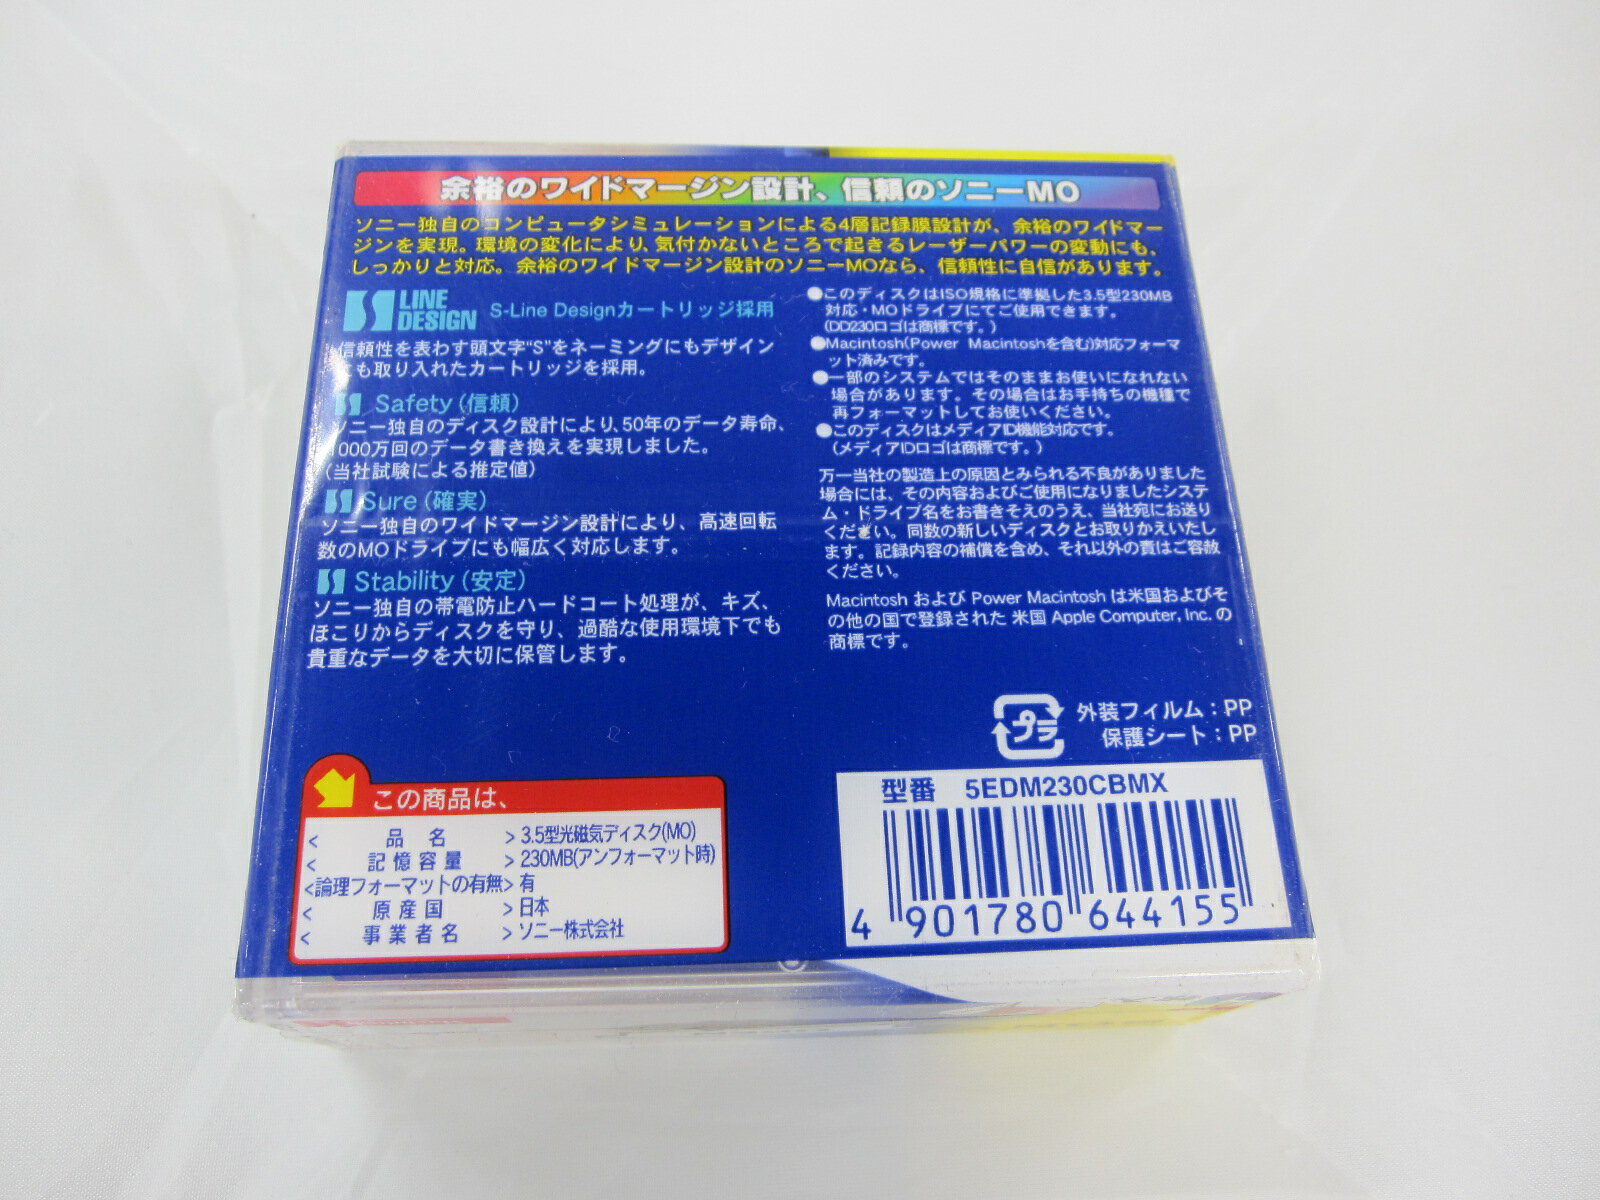 余裕のワイドマージン設計、信頼のソニーMO
ソニー独自のコンピュータシミュレーションによる4層記録膜設計が、余裕のワイドマー
ジンを実現。環境の変化により、気付かないところで起きるレーザーパワーの変動にも、
しっかりと対応。余裕のワイドマージン設計のソニーMOなら、信頼性に自信があります。
LINE
DESIGN
S-Line Designカートリッジ採用
信頼性を表わす頭文字“S”をネーミングにもデザイン
にも取り入れたカートリッジを採用。
Safety (信頼)
ソニー独自のディスク設計により、50年のデータ寿命、
1000万回のデータ書き換えを実現しました。
(当社試験による推定値)
Sure (確実)
ソニー独自のワイドマージン設計により、高速回転
数のMOドライブにも幅広く対応します。
Stability (安定)
ソニー独自の帯電防止ハードコート処理が、キズ、
ほこりからディスクを守り、過酷な使用環境下でも
貴重なデータを大切に保管します。
●このディスクはISO規格に準拠した3.5型230MB
対応・MOドライブにてご使用できます。
(DD230ロゴは商標です。)
●Macintosh(Power Macintoshを含む)対応フォーマ
ット済みです。
●一部のシステムではそのままお使いになれない
場合があります。その場合はお手持ちの機種で
再フォーマットしてお使いください。
●このディスクはメディアID機能対応です。
(メディアIDロゴは商標です。)
万一当社の製造上の原因とみられる不良がありました
場合には、その内容およびご使用になりましたシステ
ム・ドライブ名をお書きそえのうえ、当社宛にお送り
ください。同数の新しいディスクとお取りかえいたし
ます。記録内容の補償を含め、それ以外の責はご容赦
ください。
Macintosh および Power Macintosh は米国およびそ
の他の国で登録された 米国 Apple Computer, Inc. の
商標です。
プラ
外装フィルム：PP
保護シート：PP
この商品は、
< 品 名 > 3.5型光磁気ディスク(MO)
< 記憶容量 > 230MB(アンフォーマット時)
<論理フォーマットの有無> 有
< 原産国 > 日本
< 事業者名 > ソニー株式会社
型番 5EDM230CBMX
4 901780 644155